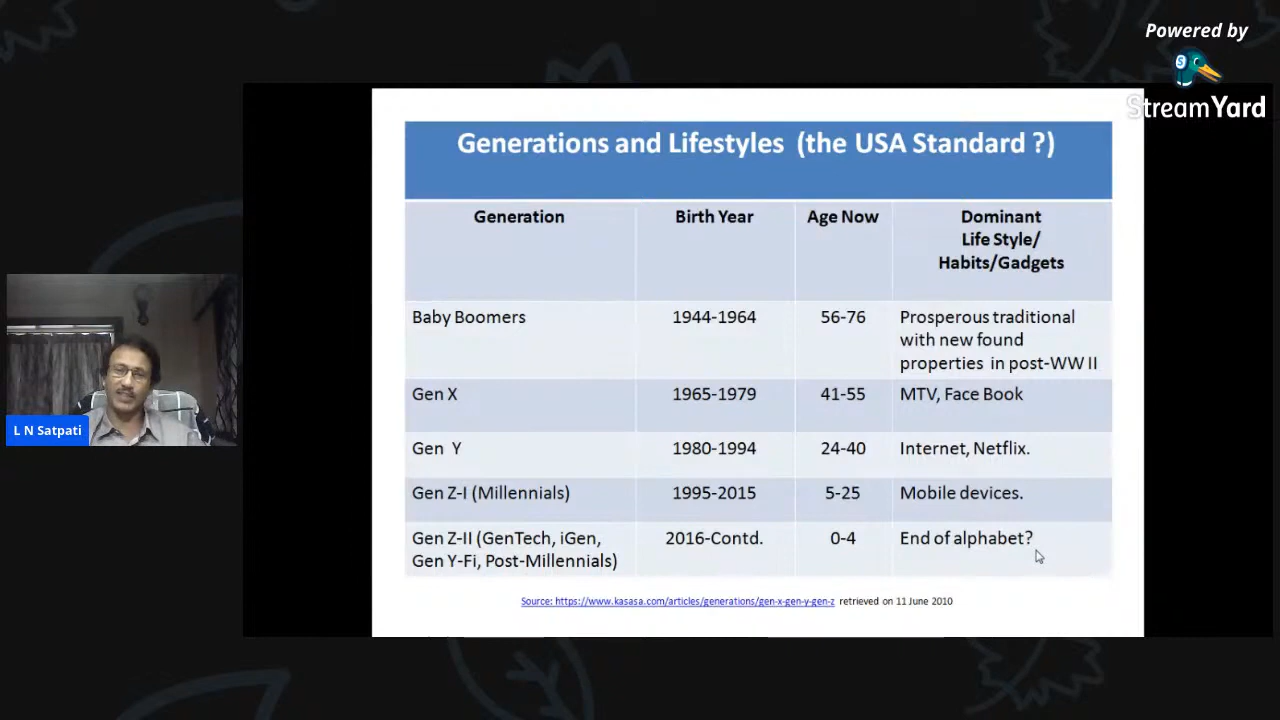 Powered by
StreamYard
Generations and Lifestyles (the USA Standard ?)
Generation
Birth Year
Age Now
Dominant
Life Style/
Habits/Gadgets
Baby Boomers
1944-1964
56-76
Prosperous traditional
with new found
properties in post-WW II
Gen X
1965-1979
41-55
MTV, Face Book
Gen Y
1980-1994
24-40
Internet, Netflix.
Gen Z-I (Millennials)
1995-2015
5-25
Mobile devices.
Gen Z-II (GenTech, iGen,
Gen Y-Fi, Post-Millennials)
2016-Contd.
0-4
End of alphabet?
Source: https://www.kasasa.com/articles/generations/gen-x-gen-y-gen-z retrieved on 11 June 2010
L N Satpati